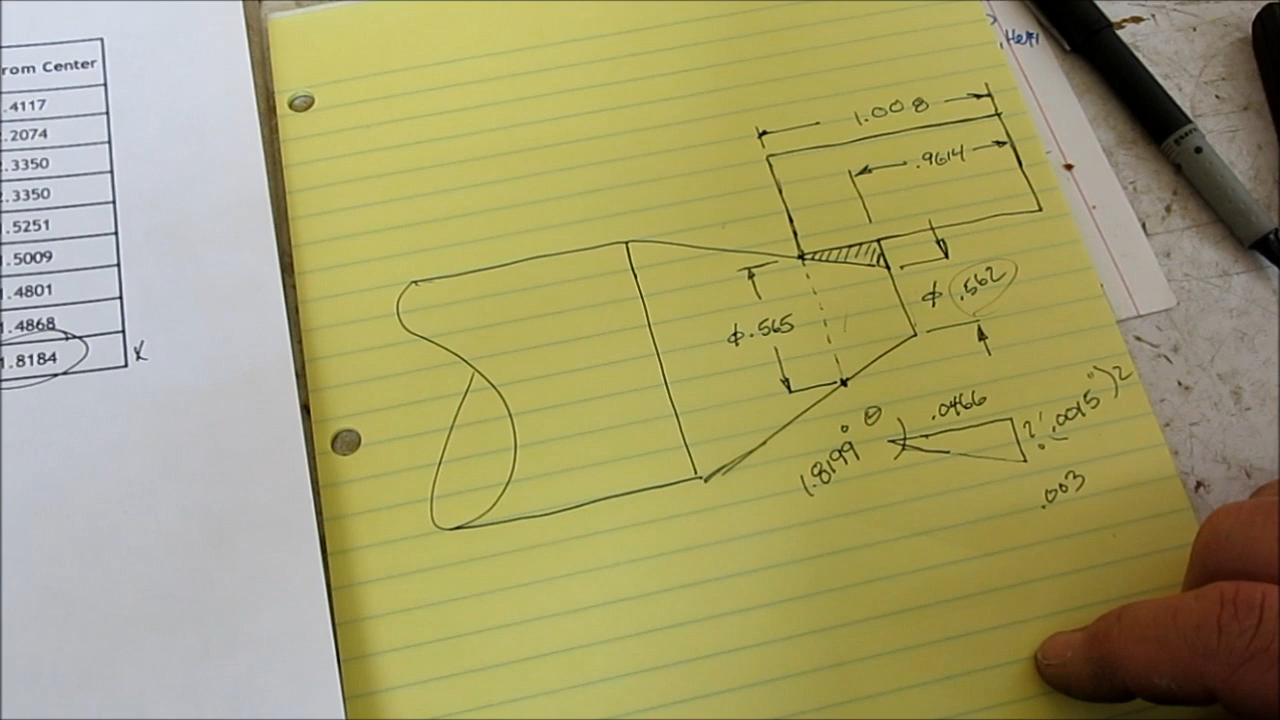 rom Center
.4117
.2074
.3350
.3350
.5251
.5009
.4801
.4868
1.8184
K
1.008
.9614
φ.565
φ .562
1.8199° Θ
.0466
? (.0015")2
.003